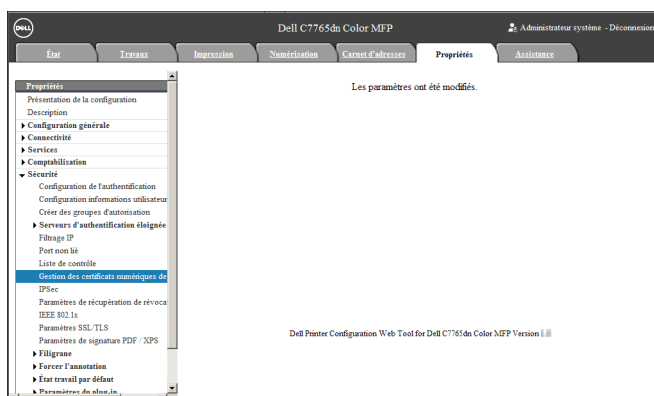 DELL
Dell C7765dn Color MFP
Administrateur système - Déconnexion
État
Travaux
Impression
Numérisation
Carnet d'adresses
Propriétés
Assistance
Propriétés
Présentation de la configuration
Description
Configuration générale
Connectivité
Services
Comptabilisation
Sécurité
Configuration de l'authentification
Configuration informations utilisateur
Créer des groupes d'autorisation
Serveurs d'authentification éloignée
Filtrage IP
Port non lié
Liste de contrôle
Gestion des certificats numériques de
IPSec
Paramètres de récupération de révoca
IEEE 802.1x
Paramètres SSL/TLS
Paramètres de signature PDF / XPS
Filigrane
Forcer l'annotation
État travail par défaut
Paramètres du plug-in
Les paramètres ont été modifiés.
Dell Printer Configuration Web Tool for Dell C7765dn Color MFP Version